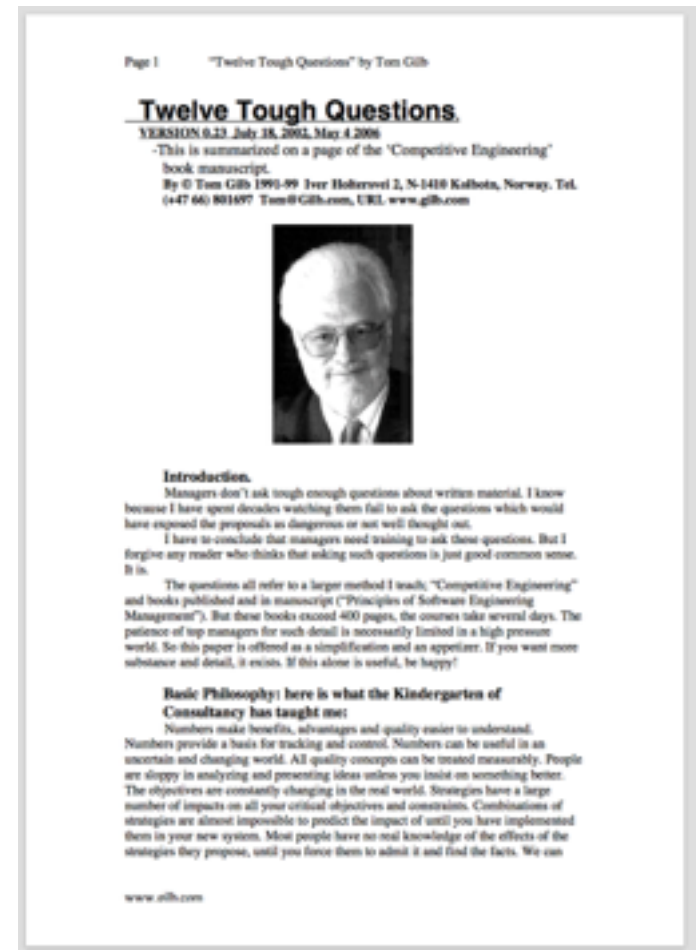 Page 1 "Twelve Tough Questions" by Tom Gilb
Twelve Tough Questions.
VERSION 0.23 July 18, 2002, May 4 2006
-This is summarized on a page of the 'Competitive Engineering'
book manuscript.
By © Tom Gilb 1991-99 Iver Holtersvei 2, N-1410 Kolbotn, Norway. Tel.
(+47 66) 801697 Tom@Gilb.com, URL www.gilb.com
Introduction.
Managers don't ask tough enough questions about written material. I know
because I have spent decades watching them fail to ask the questions which would
have exposed the proposals as dangerous or not well thought out.
I have to conclude that managers need training to ask these questions. But I
forgive any reader who thinks that asking such questions is just good common sense.
It is.
The questions all refer to a larger method I teach; "Competitive Engineering"
and books published and in manuscript ("Principles of Software Engineering
Management"). But these books exceed 400 pages, the courses take several days. The
patience of top managers for such detail is necessarily limited in a high pressure
world. So this paper is offered as a simplification and an appetizer. If you want more
substance and detail, it exists. If this alone is useful, be happy!
Basic Philosophy: here is what the Kindergarten of
Consultancy has taught me:
Numbers make benefits, advantages and quality easier to understand.
Numbers provide a basis for tracking and control. Numbers can be useful in an
uncertain and changing world. All quality concepts can be treated measurably. People
are sloppy in analyzing and presenting ideas unless you insist on something better.
The objectives are constantly changing in the real world. Strategies have a large
number of impacts on all your critical objectives and constraints. Combinations of
strategies are almost impossible to predict the impact of until you have implemented
them in your new system. Most people have no real knowledge of the effects of the
strategies they propose, until you force them to admit it and find the facts. We can
www.gilb.com